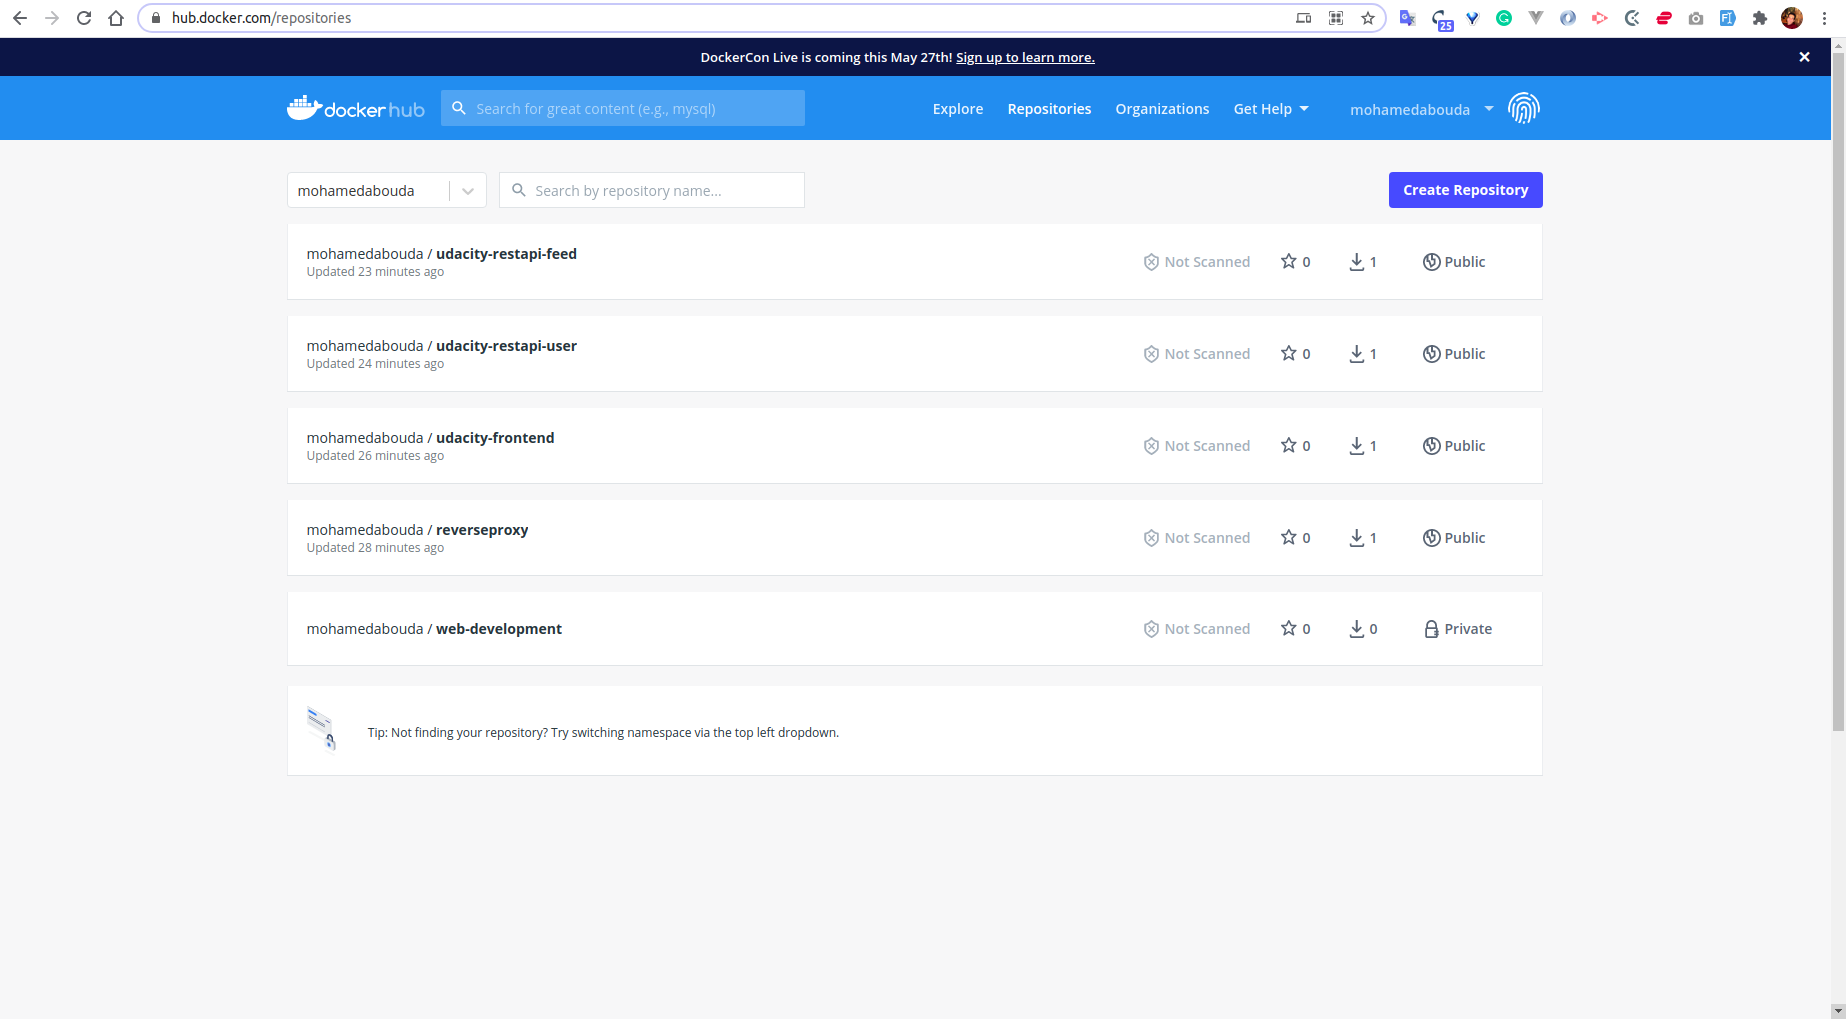 hub.docker.com/repositories
25
DockerCon Live is coming this May 27th! Sign up to learn more.
dockerhub
Search for great content (e.g., mysql)
Explore
Repositories
Organizations
Get Help
mohamedabouda
mohamedabouda
Search by repository name...
Create Repository
mohamedabouda / udacity-restapi-feed
Updated 23 minutes ago
Not Scanned
0
1
Public
mohamedabouda / udacity-restapi-user
Updated 24 minutes ago
Not Scanned
0
1
Public
mohamedabouda / udacity-frontend
Updated 26 minutes ago
Not Scanned
0
1
Public
mohamedabouda / reverseproxy
Updated 28 minutes ago
Not Scanned
0
1
Public
mohamedabouda / web-development
Not Scanned
0
0
Private
Tip: Not finding your repository? Try switching namespace via the top left dropdown.